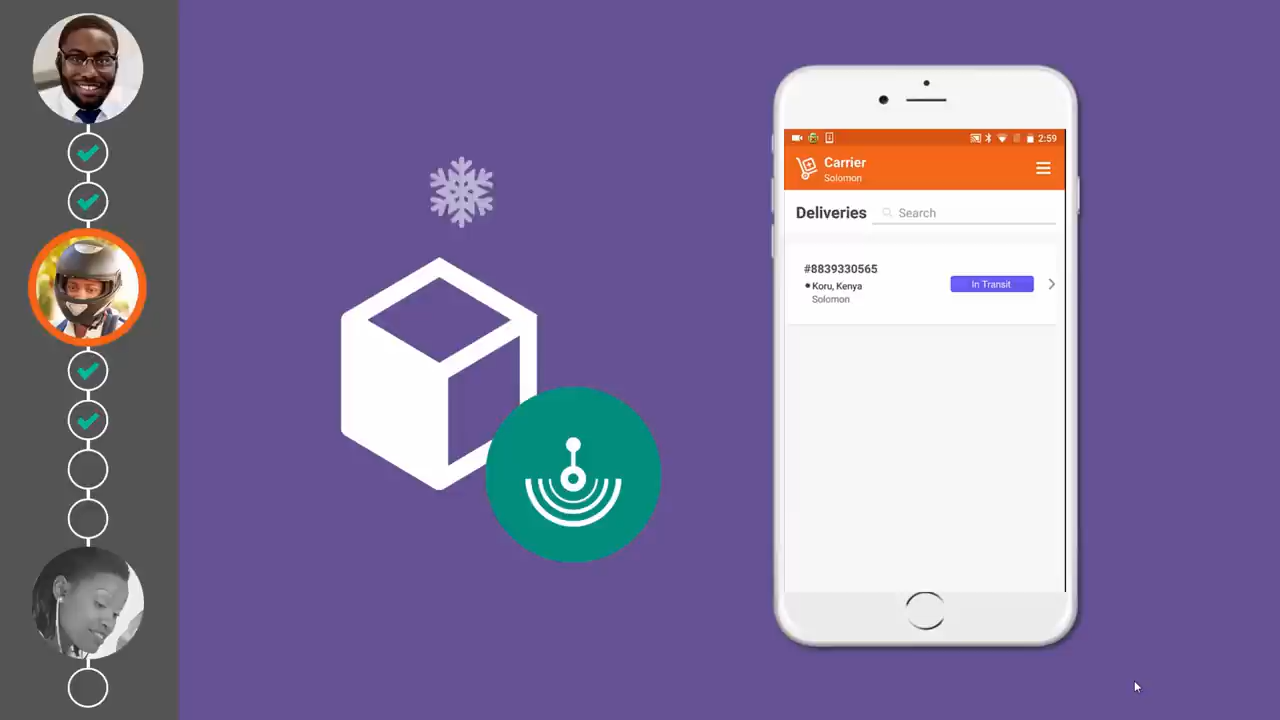 2:59
Carrier
Solomon
Deliveries
Search
#8839330565
Koru, Kenya
In Transit
Solomon